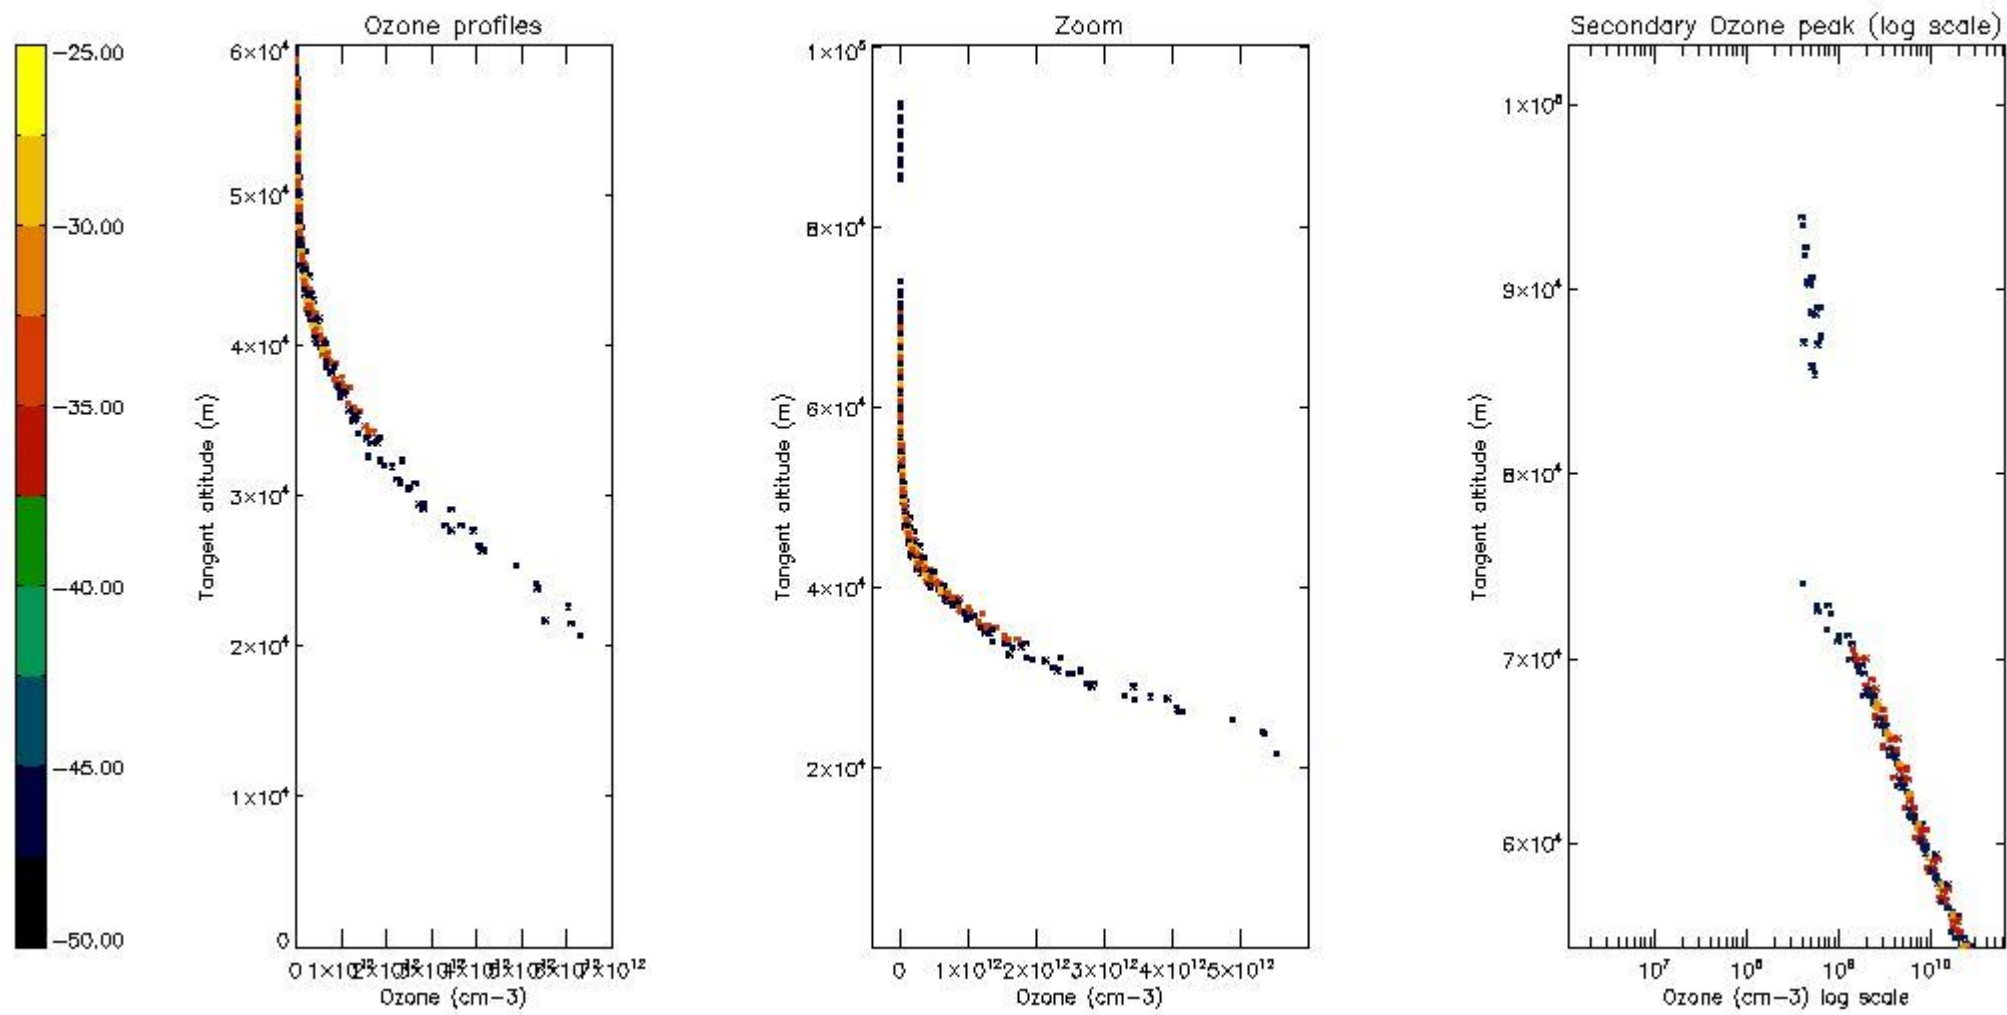 Ozone profiles
Zoom
Secondary Ozone peak (log scale)
−25.00
−30.00
−35.00
−40.00
−45.00
−50.00
6×10⁴
5×10⁴
4×10⁴
3×10⁴
2×10⁴
1×10⁴
0
Tangent altitude (m)
0
7×10¹²
Ozone (cm−3)
1×10⁵
8×10⁴
6×10⁴
4×10⁴
2×10⁴
Tangent altitude (m)
0 1×10¹² 2×10¹² 3×10¹² 4×10¹² 5×10¹²
Ozone (cm−3)
9×10⁴
8×10⁴
7×10⁴
6×10⁴
Tangent altitude (m)
10⁷ 10¹⁰
Ozone (cm−3) log scale